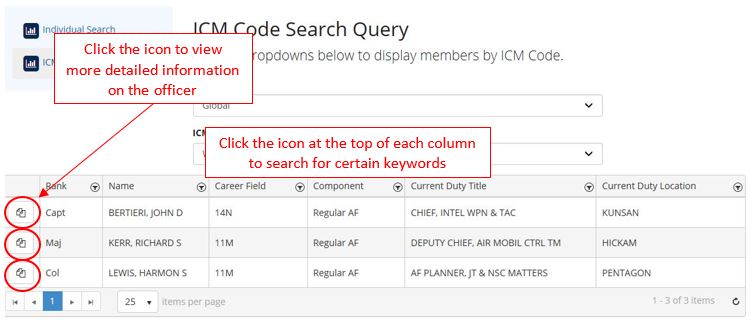 Individual Search
ICM
ICM Code Search Query
ropdowns below to display members by ICM Code.
Click the icon to view
more detailed information
on the officer
Global
ICM
Click the icon at the top of each column
to search for certain keywords
Rank Name Career Field Component Current Duty Title Current Duty Location
Capt BERTIERI, JOHN D 14N Regular AF CHIEF, INTEL WPN & TAC KUNSAN
Maj KERR, RICHARD S 11M Regular AF DEPUTY CHIEF, AIR MOBIL CTRL TM HICKAM
Col LEWIS, HARMON S 11M Regular AF AF PLANNER, JT & NSC MATTERS PENTAGON
1 25 items per page 1 - 3 of 3 items